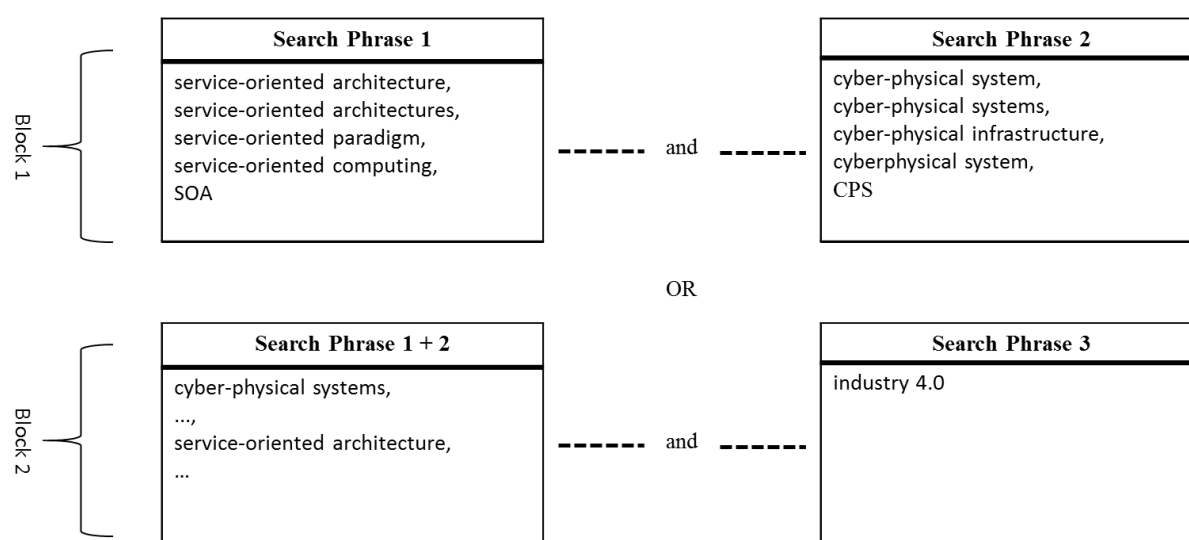 Search Phrase 1
service-oriented architecture,
service-oriented architectures,
service-oriented paradigm,
service-oriented computing,
SOA
Block 1
and
Search Phrase 2
cyber-physical system,
cyber-physical systems,
cyber-physical infrastructure,
cyberphysical system,
CPS
OR
Search Phrase 1 + 2
cyber-physical systems,
...,
service-oriented architecture,
...
Block 2
and
Search Phrase 3
industry 4.0